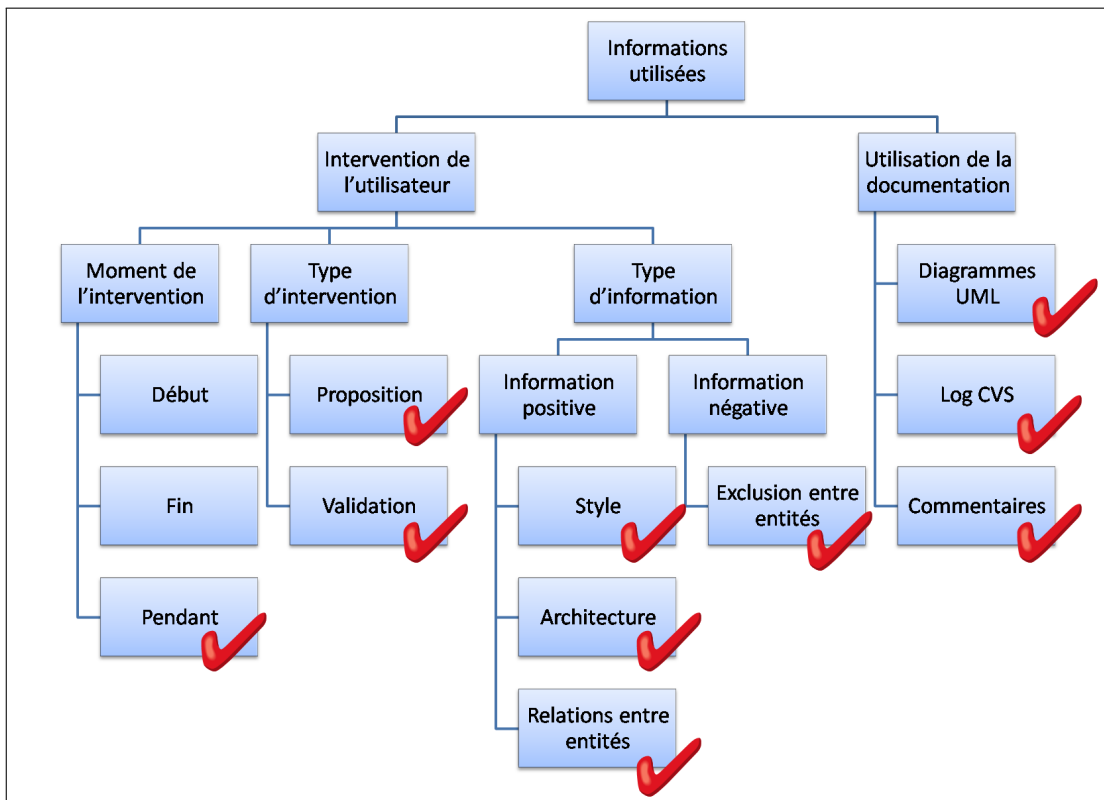 Informations
utilisées
Intervention de
l'utilisateur
Utilisation de la
documentation
Moment de
l'intervention
Type
d'intervention
Type
d'information
Diagrammes
UML
Début
Proposition
Information
positive
Information
négative
Log CVS
Fin
Validation
Style
Exclusion entre
entités
Commentaires
Pendant
Architecture
Relations entre
entités